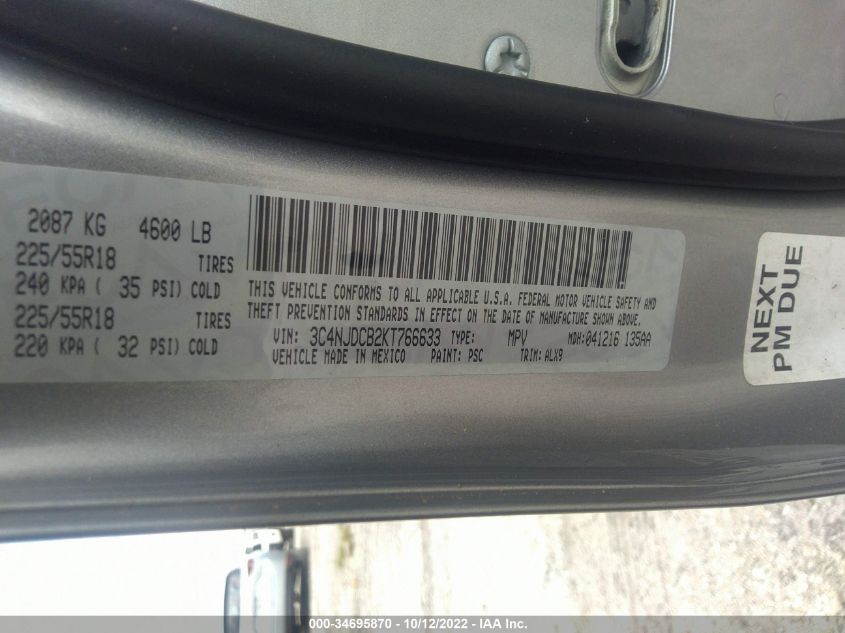 2087 KG 4600 LB
225/55R18 TIRES
240 KPA ( 35 PSI) COLD
225/55R18 TIRES
220 KPA ( 32 PSI) COLD
THIS VEHICLE CONFORMS TO ALL APPLICABLE U.S.A. FEDERAL MOTOR VEHICLE SAFETY AND
THEFT PREVENTION STANDARDS IN EFFECT ON THE DATE OF MANUFACTURE SHOWN ABOVE.
VIN: 3C4NJDCB2KT766633 TYPE: MPV MDH:041216 135AA
VEHICLE MADE IN MEXICO PAINT: PSC TRIM: ALX9
NEXT
PM DUE
000-34695870 - 10/12/2022 - IAA Inc.